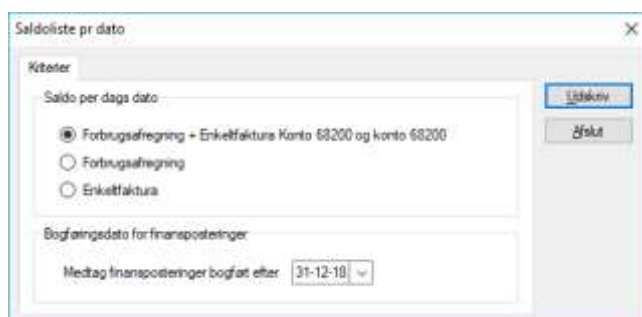 Saldoliste pr dato
Kriterier
Saldo per dags dato
Udskriv
Forbrugsafregning + Enkeltfaktura Konto 68200 og konto 68200
Afslut
Forbrugsafregning
Enkeltfaktura
Bogføringsdato for finansposteringer
Medtag finansposteringer bogført efter 31-12-18